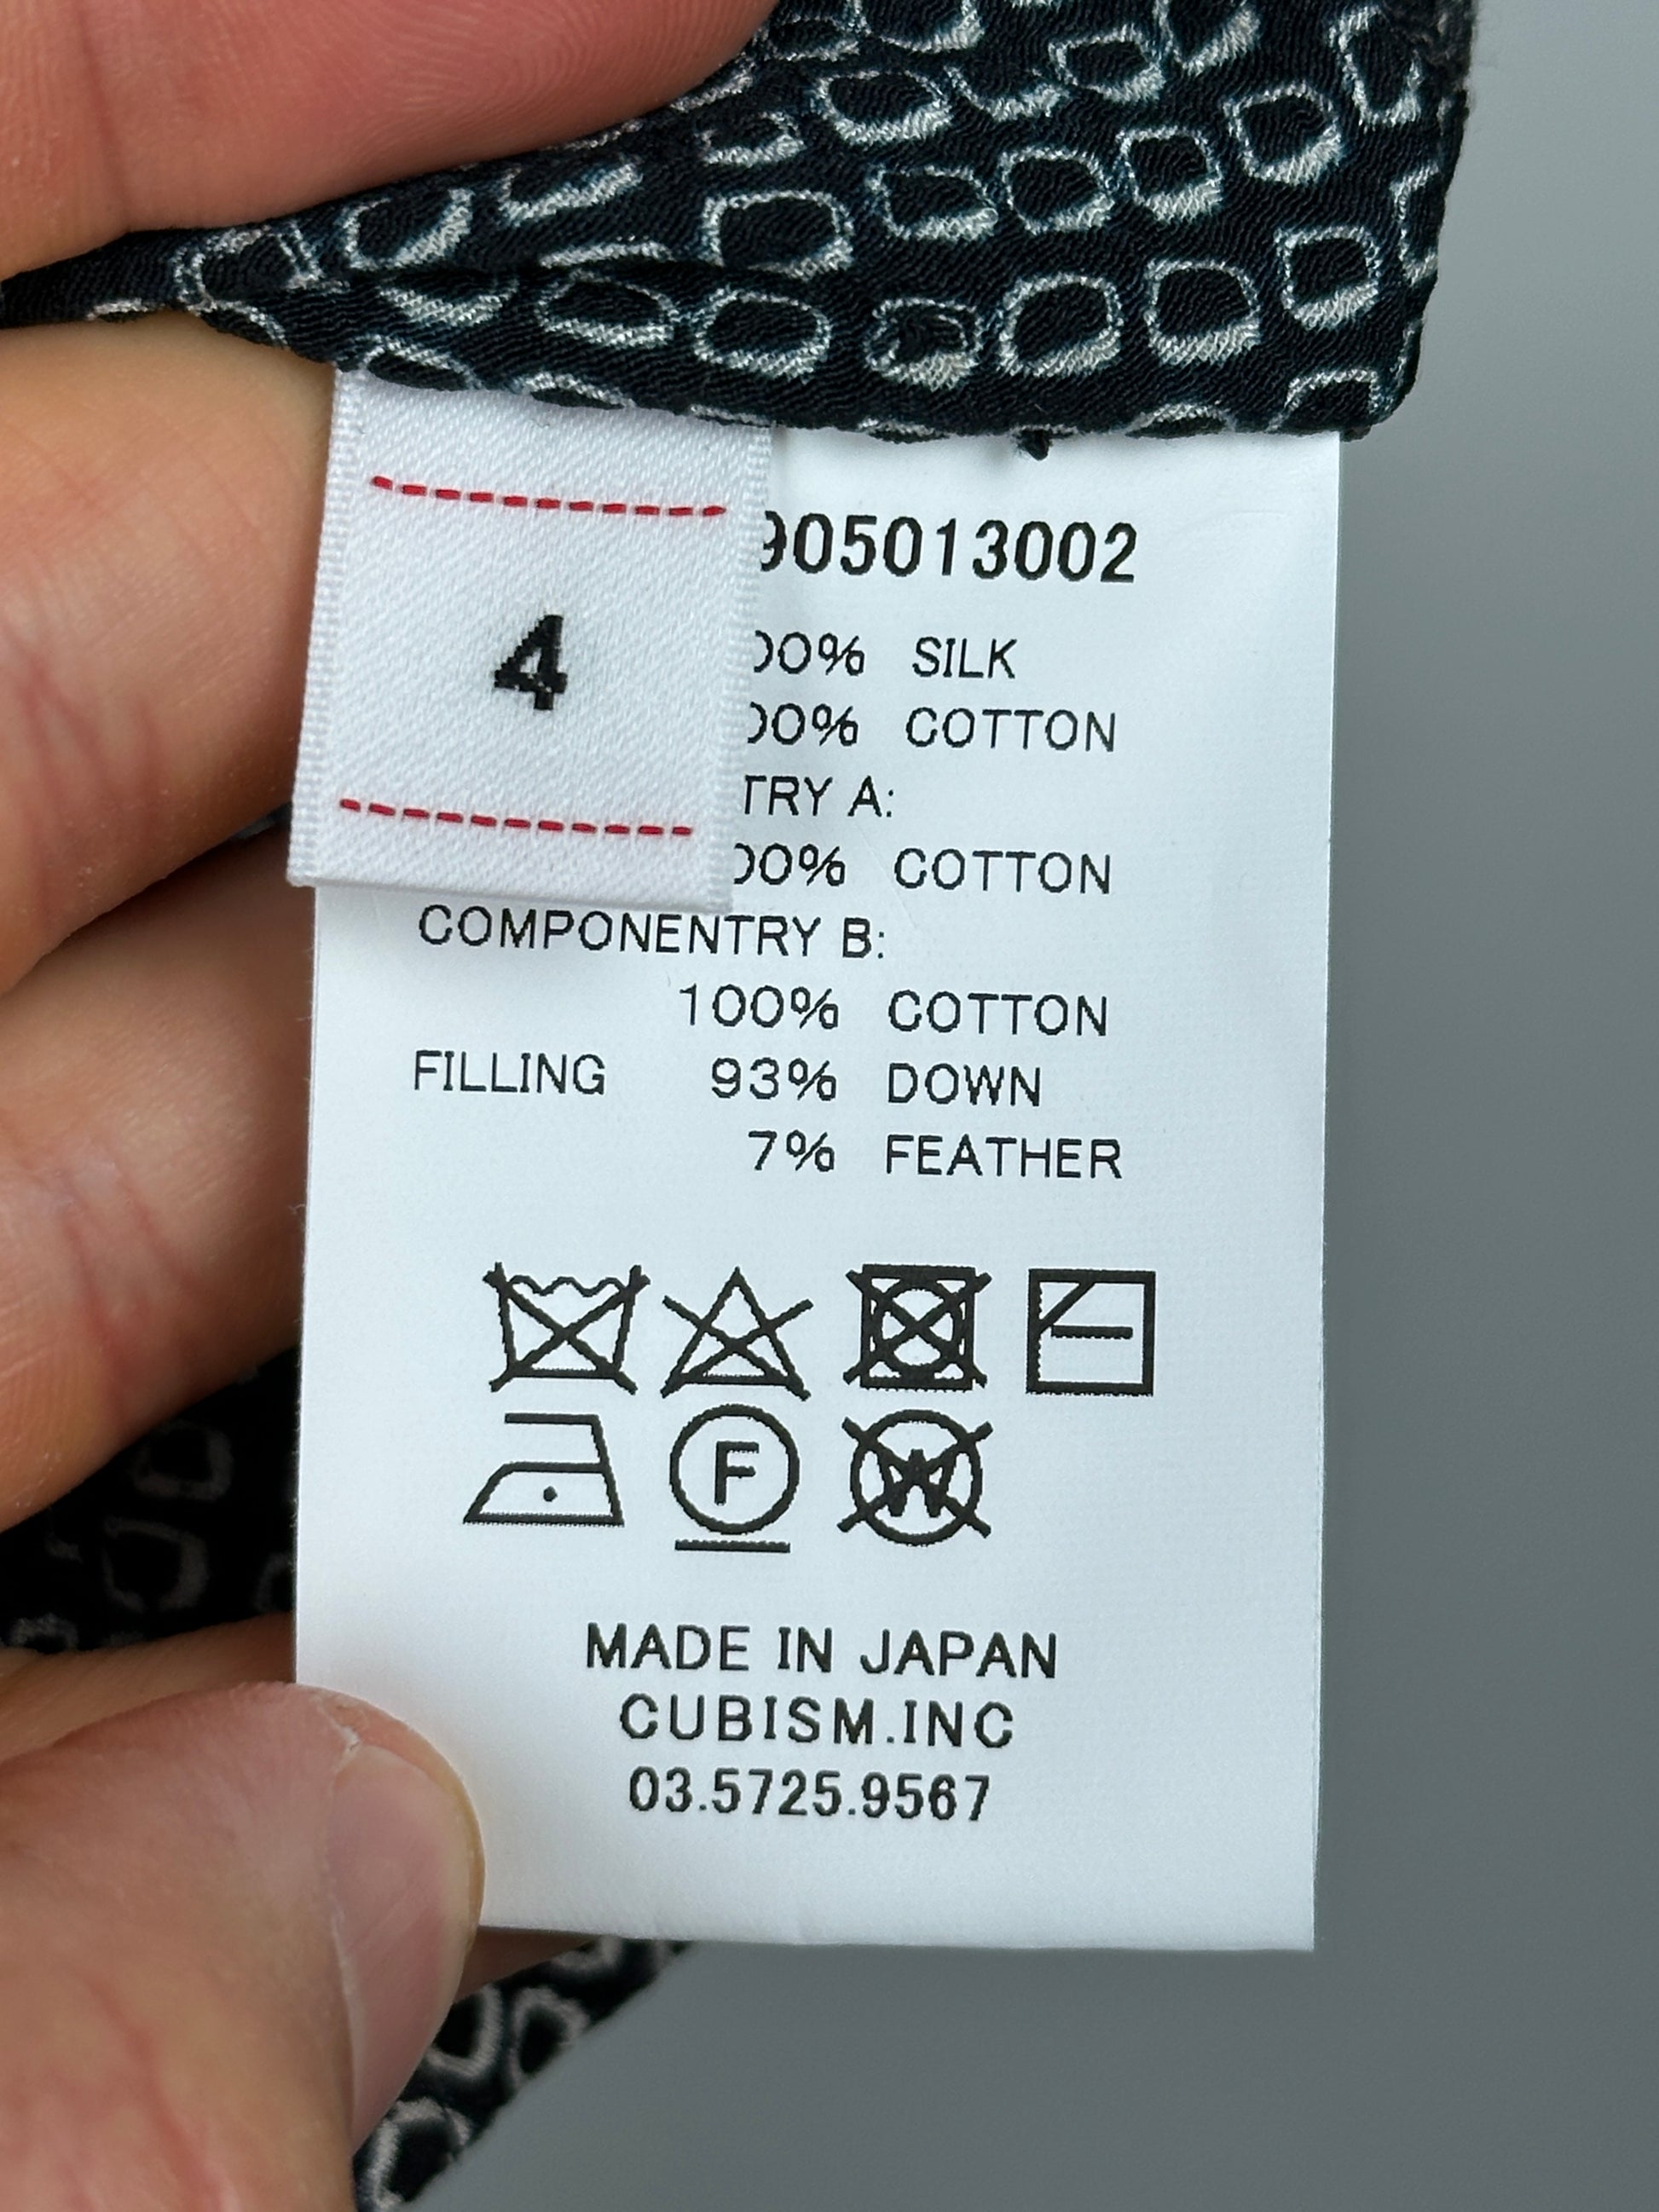 4
905013002
00% SILK
00% COTTON
TRY A:
00% COTTON
COMPONENTRY B:
100% COTTON
FILLING 93% DOWN
7% FEATHER
F
W
MADE IN JAPAN
CUBISM.INC
03.5725.9567